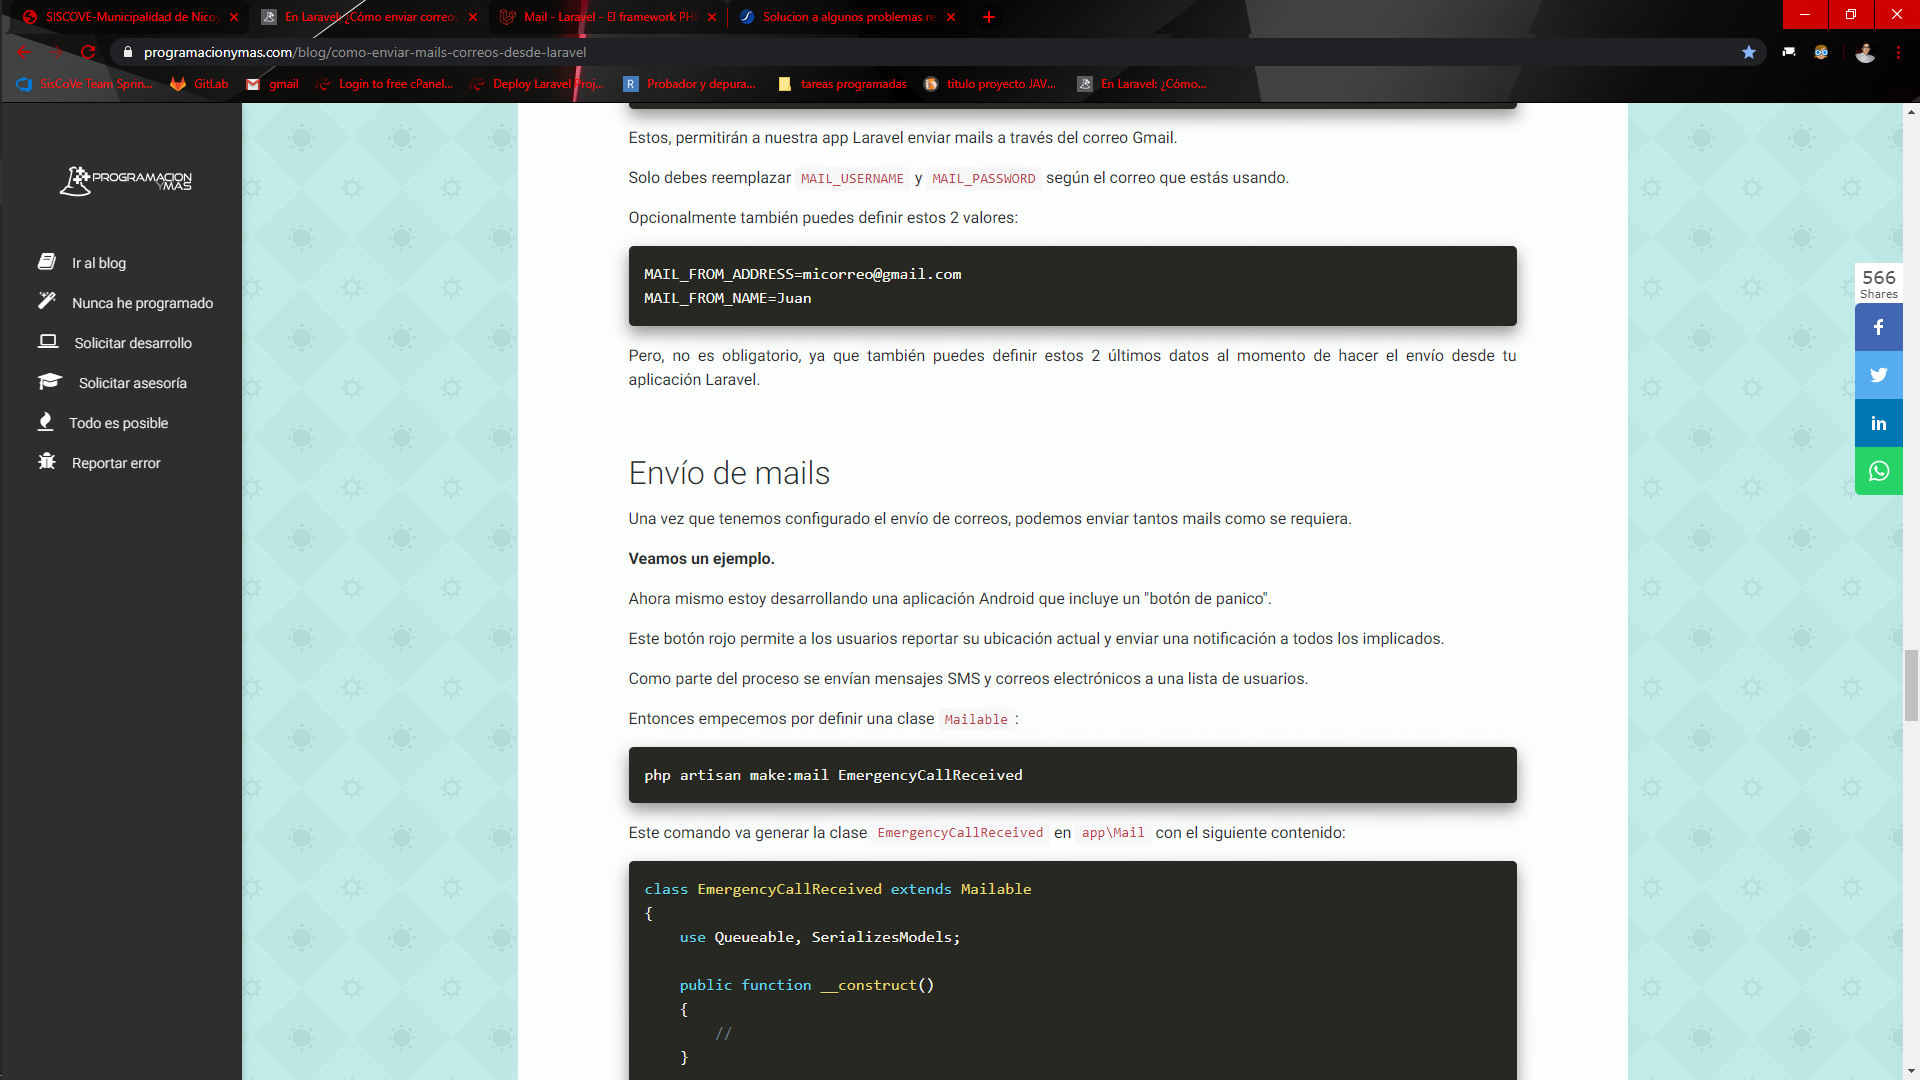 SISCOVE-Municipalidad de Nicoy
En Laravel: ¿Cómo enviar correos
Mail - Laravel - El framework PHP
Solucion a algunos problemas re
programacionymas.com/blog/como-enviar-mails-correos-desde-laravel
SisCoVe Team Sprin...
GitLab
gmail
Login to free cPanel...
Deploy Laravel Proj...
R
Probador y depura...
tareas programadas
titulo proyecto JAV...
En Laravel: ¿Cómo...
PROGRAMACION
YMAS
Ir al blog
Nunca he programado
Solicitar desarrollo
Solicitar asesoría
Todo es posible
Reportar error
Estos, permitirán a nuestra app Laravel enviar mails a través del correo Gmail.
Solo debes reemplazar MAIL_USERNAME y MAIL_PASSWORD según el correo que estás usando.
Opcionalmente también puedes definir estos 2 valores:
MAIL_FROM_ADDRESS=micorreo@gmail.com
MAIL_FROM_NAME=Juan
Pero, no es obligatorio, ya que también puedes definir estos 2 últimos datos al momento de hacer el envío desde tu
aplicación Laravel.
Envío de mails
Una vez que tenemos configurado el envío de correos, podemos enviar tantos mails como se requiera.
Veamos un ejemplo.
Ahora mismo estoy desarrollando una aplicación Android que incluye un "botón de panico".
Este botón rojo permite a los usuarios reportar su ubicación actual y enviar una notificación a todos los implicados.
Como parte del proceso se envían mensajes SMS y correos electrónicos a una lista de usuarios.
Entonces empecemos por definir una clase Mailable :
php artisan make:mail EmergencyCallReceived
Este comando va generar la clase EmergencyCallReceived en app\Mail con el siguiente contenido:
class EmergencyCallReceived extends Mailable
{
use Queueable, SerializesModels;
public function __construct()
{
//
}
566
Shares